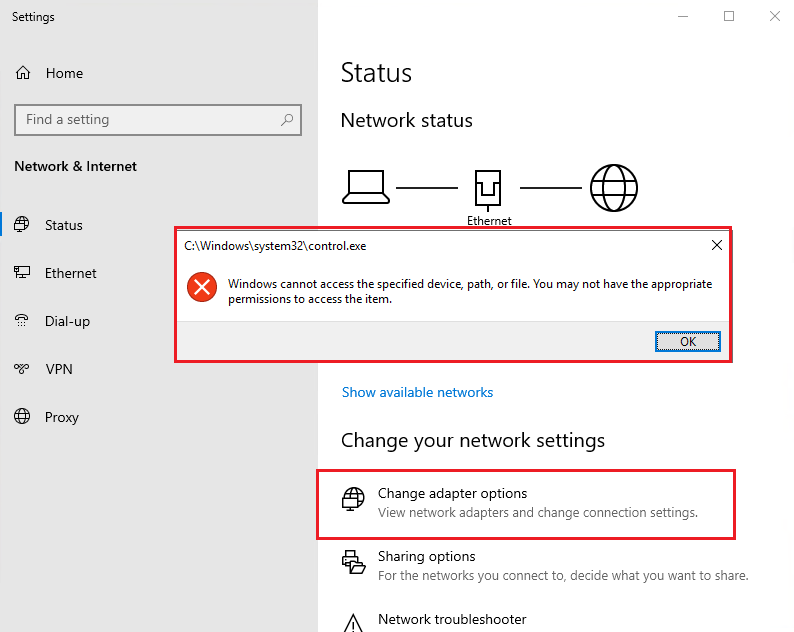 Settings
Home
Find a setting
Network & Internet
Status
Ethernet
Dial-up
VPN
Proxy
Status
Network status
Ethernet
C:\Windows\system32\control.exe
Windows cannot access the specified device, path, or file. You may not have the appropriate
permissions to access the item.
OK
Show available networks
Change your network settings
Change adapter options
View network adapters and change connection settings.
Sharing options
For the networks you connect to, decide what you want to share.
Network troubleshooter